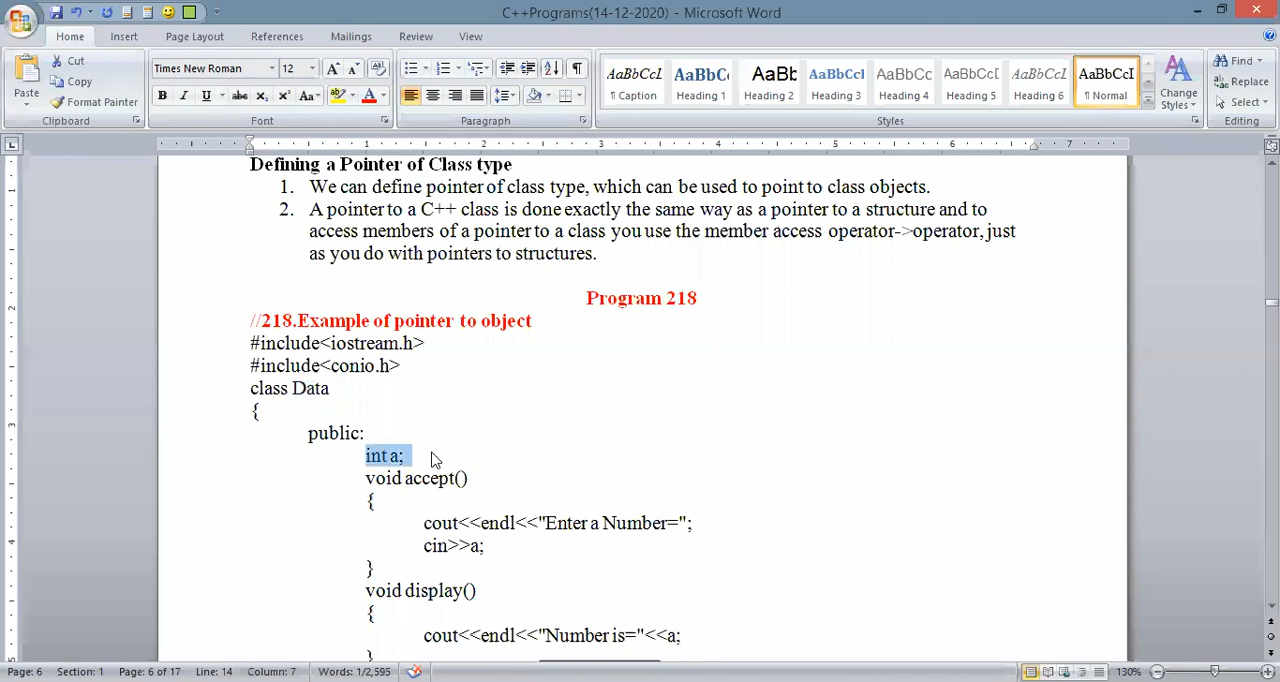 C++Programs(14-12-2020) - Microsoft Word
Home Insert Page Layout References Mailings Review View
Paste Cut Copy Format Painter
Times New Roman 12
AaBbCcI AaBbC AaBb AaBbCcI AaBbCcI AaBbCcD AaBbCcI AaBbCcI
¶ Caption Heading 1 Heading 2 Heading 3 Heading 4 Heading 5 Heading 6 ¶ Normal
Change Styles
Find Replace Select
Clipboard Font Paragraph Styles Editing
1 2 3 4 5 6 7
Defining a Pointer of Class type
1. We can define pointer of class type, which can be used to point to class objects.
2. A pointer to a C++ class is done exactly the same way as a pointer to a structure and to
access members of a pointer to a class you use the member access operator->operator, just
as you do with pointers to structures.
Program 218
//218.Example of pointer to object
#include<iostream.h>
#include<conio.h>
class Data
{
public:
int a;
void accept()
{
cout<<endl<<"Enter a Number=";
cin>>a;
}
void display()
{
cout<<endl<<"Number is="<<a;
}
Page: 6 Section: 1 Page: 6 of 17 Line: 14 Column: 7 Words: 1/2,595 130%